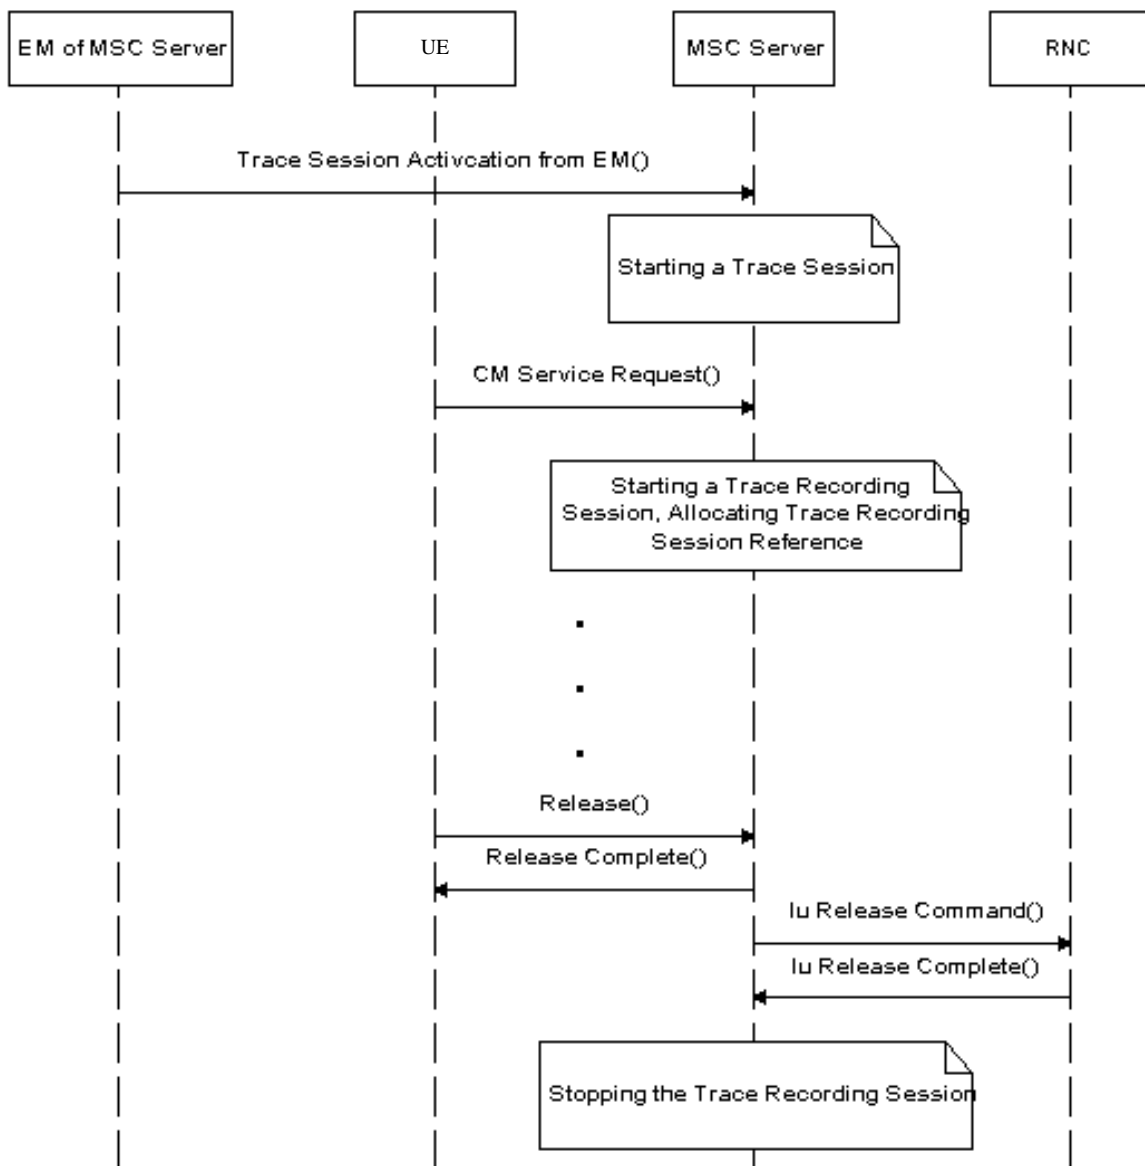 EM of MSC Server
UE
MSC Server
RNC
Trace Session Activcation from EM()
Starting a Trace Session
CM Service Request()
Starting a Trace Recording
Session, Allocating Trace Recording
Session Reference
Release()
Release Complete()
Iu Release Command()
Iu Release Complete()
Stopping the Trace Recording Session